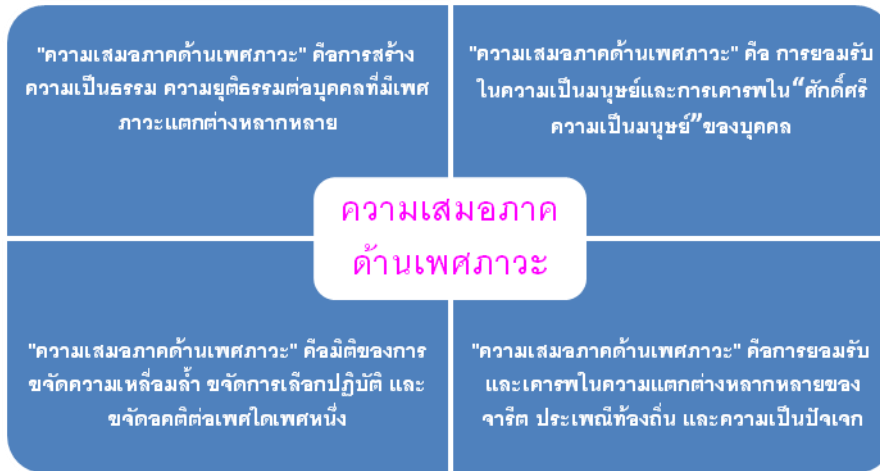 "ความเสมอภาคด้านเพศภาวะ" คือการสร้าง
ความเป็นธรรม ความยุติธรรมต่อบุคคลที่มีเพศ
ภาวะแตกต่างหลากหลาย
"ความเสมอภาคด้านเพศภาวะ" คือ การยอมรับ
ในความเป็นมนุษย์และการเคารพใน“ศักดิ์ศรี
ความเป็นมนุษย์”ของบุคคล
ความเสมอภาค
ด้านเพศภาวะ
"ความเสมอภาคด้านเพศภาวะ" คือมิติของการ
ขจัดความเหลื่อมล้ำ ขจัดการเลือกปฏิบัติ และ
ขจัดอคติต่อเพศใดเพศหนึ่ง
"ความเสมอภาคด้านเพศภาวะ" คือการยอมรับ
และเคารพในความแตกต่างหลากหลายของ
จารีต ประเพณีท้องถิ่น และความเป็นปัจเจก